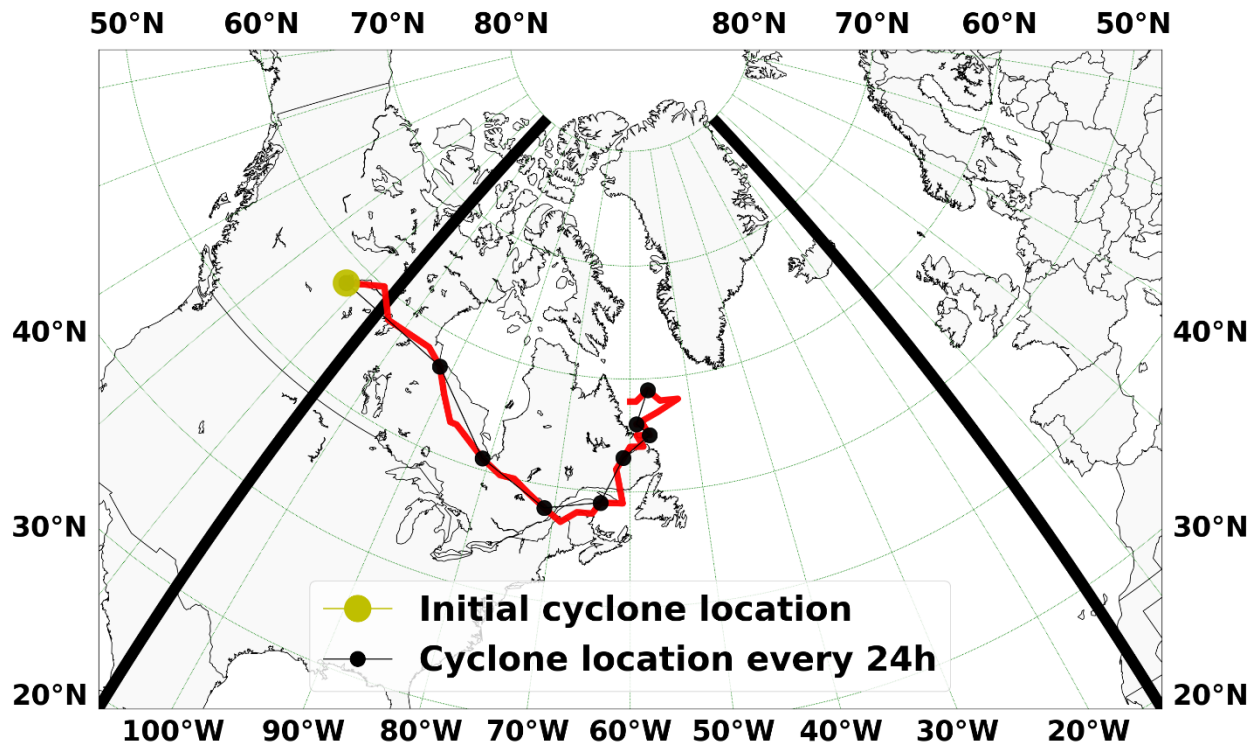 50°N 60°N 70°N 80°N 80°N 70°N 60°N 50°N
40°N 40°N
30°N 30°N
Initial cyclone location
Cyclone location every 24h
20°N 20°N
100°W 90°W 80°W 70°W 60°W 50°W 40°W 30°W 20°W